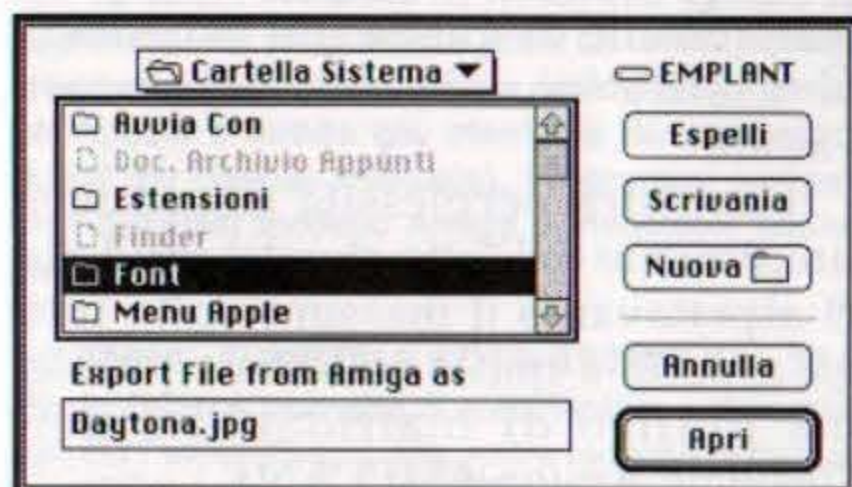 Cartella Sistema
EMPLANT
Avvia Con
Doc. Archivio Appunti
Estensioni
Finder
Font
Menu Apple
Espelli
Scrivania
Nuova
Export File from Amiga as
Daytona.jpg
Annulla
Apri